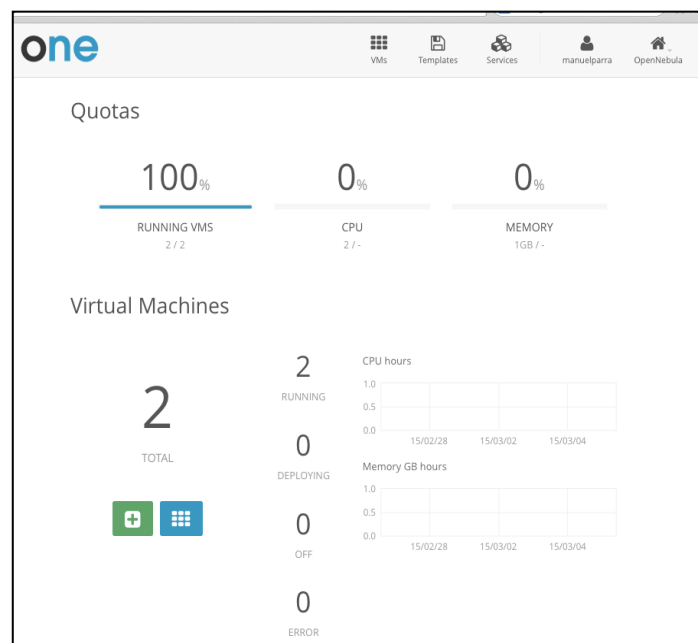 one
VMs Templates Services manuelparra OpenNebula
Quotas
100% 0% 0%
RUNNING VMS CPU MEMORY
2 / 2 2 / - 1GB / -
Virtual Machines
2
TOTAL
2
RUNNING
0
DEPLOYING
0
OFF
0
ERROR
CPU hours
1.0
0.5
0.0
15/02/28 15/03/02 15/03/04
Memory GB hours
1.0
0.5
0.0
15/02/28 15/03/02 15/03/04